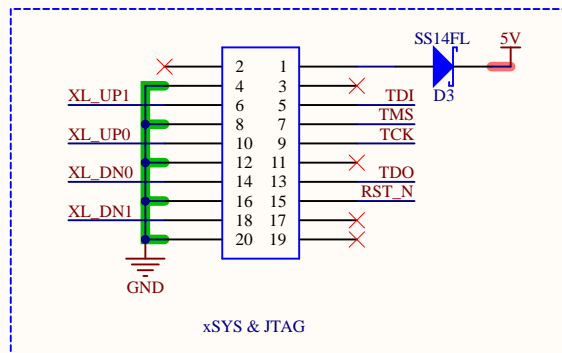 SS14FL 5V
2 1
D3
4 3
XL_UP1 6 5 TDI
8 7 TMS
XL_UP0 10 9 TCK
12 11
XL_DN0 14 13 TDO
16 15 RST_N
XL_DN1 18 17
20 19
GND
xSYS & JTAG